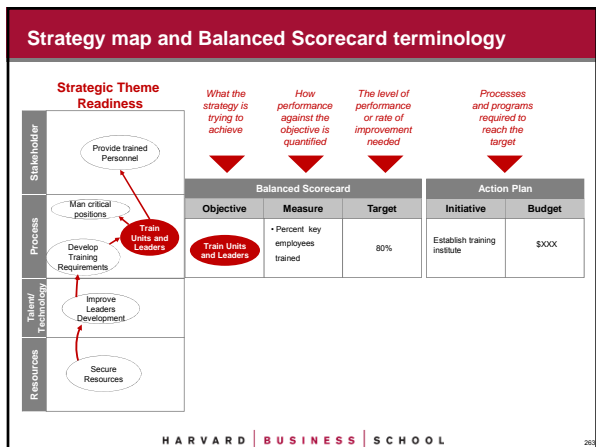 Strategy map and Balanced Scorecard terminology
Strategic Theme
Readiness
What the
strategy is
trying to
achieve
How
performance
against the
objective is
quantified
The level of
performance
or rate of
improvement
needed
Processes
and programs
required to
reach the
target
Stakeholder
Provide trained
Personnel
Process
Man critical
positions
Train
Units and
Leaders
Develop
Training
Requirements
Talent/
Technology
Improve
Leaders
Development
Resources
Secure
Resources
Balanced Scorecard
Action Plan
Objective
Measure
Target
Initiative
Budget
Train Units
and Leaders
• Percent key
employees
trained
80%
Establish training
institute
$XXX
HARVARD | BUSINESS | SCHOOL
263